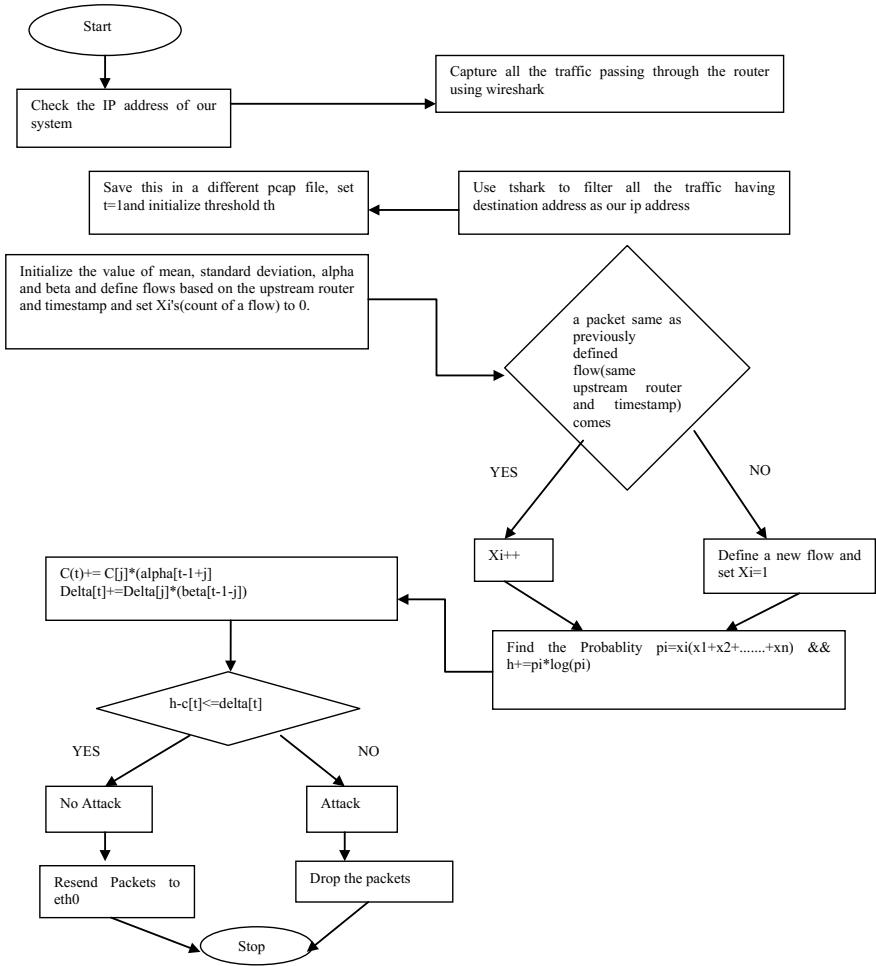 Start
Check the IP address of our
system
Capture all the traffic passing through the router
using wireshark
Use tshark to filter all the traffic having
destination address as our ip address
Save this in a different pcap file, set
t=1and initialize threshold th
Initialize the value of mean, standard deviation, alpha
and beta and define flows based on the upstream router
and timestamp and set Xi's(count of a flow) to 0.
a packet same as
previously
defined
flow(same
upstream router
and timestamp)
comes
YES
NO
Xi++
Define a new flow and
set Xi=1
Find the Probablity pi=xi(x1+x2+.......+xn) &&
h+=pi*log(pi)
C(t)+= C[j]*(alpha[t-1+j]
Delta[t]+=Delta[j]*(beta[t-1-j])
h-c[t]<=delta[t]
YES
NO
No Attack
Attack
Resend Packets to
eth0
Drop the packets
Stop